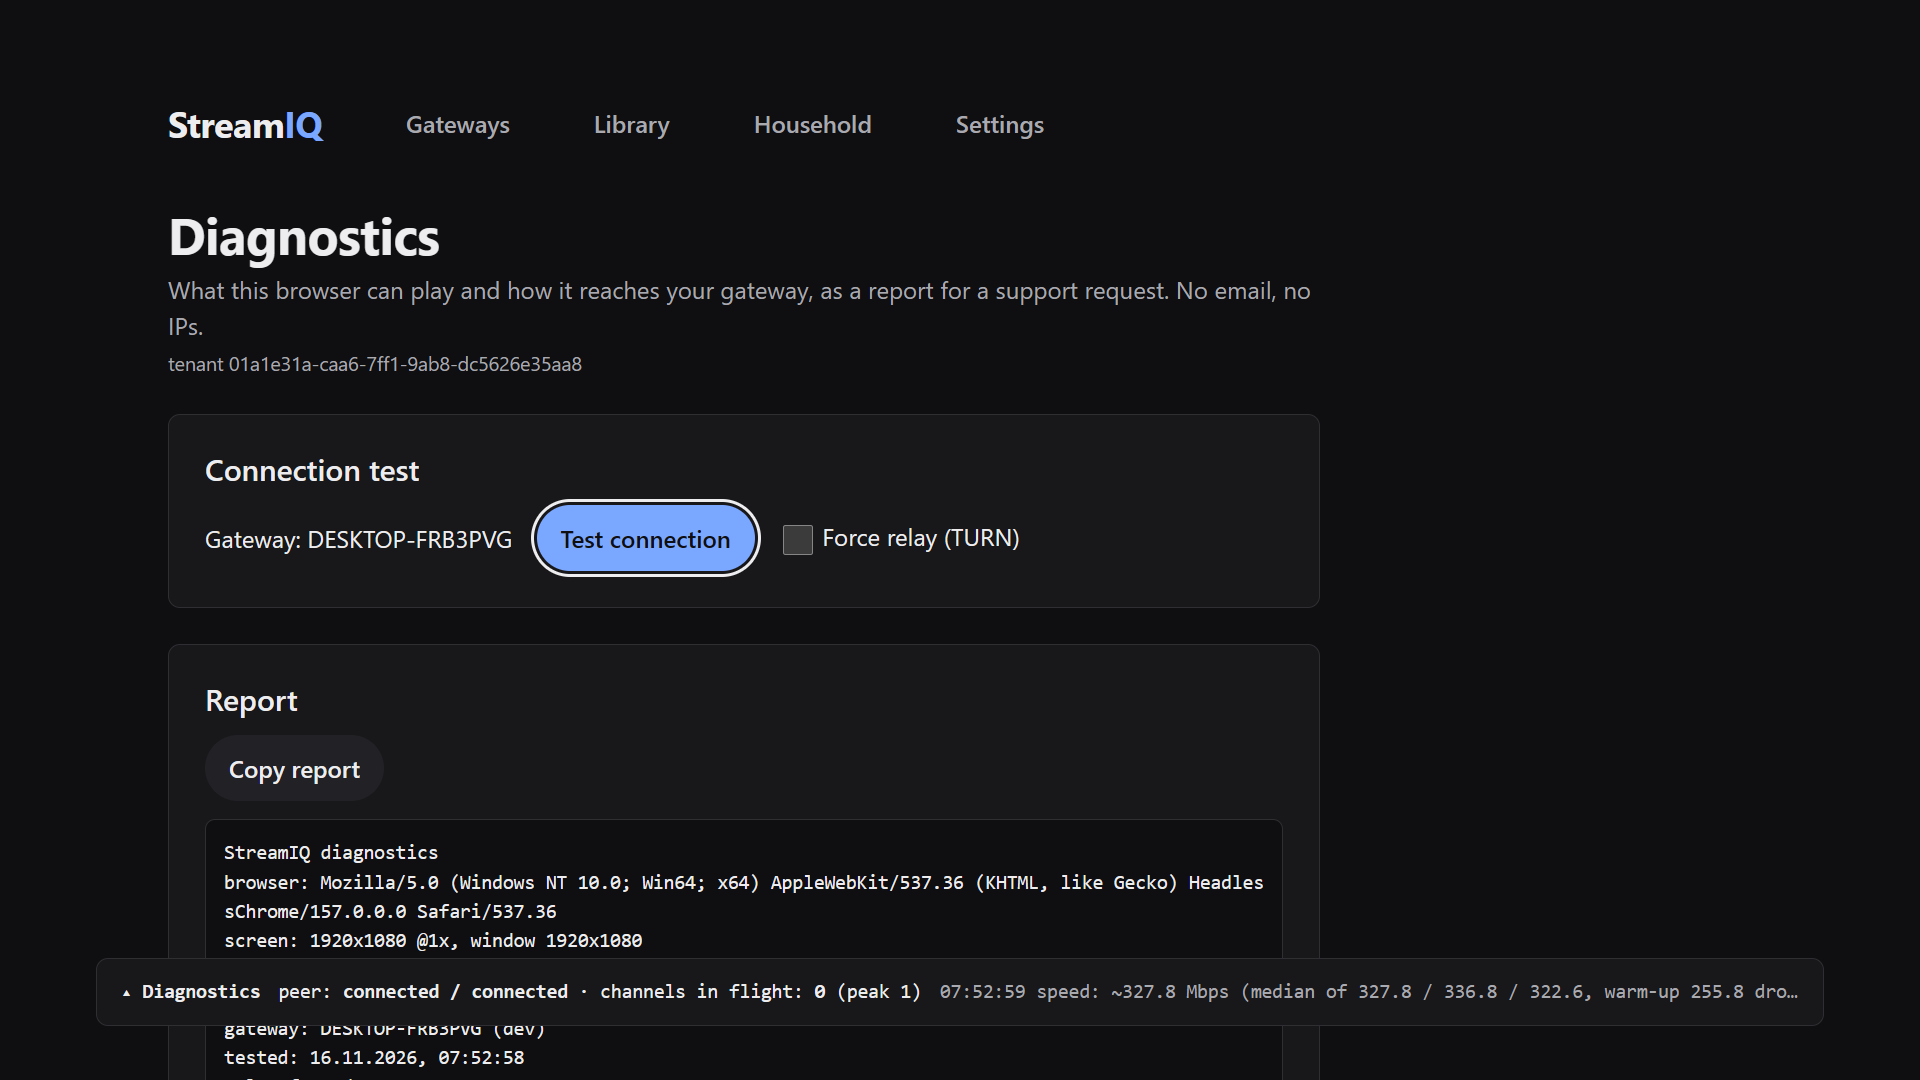 StreamIQ Gateways Library Household Settings
Diagnostics
What this browser can play and how it reaches your gateway, as a report for a support request. No email, no
IPs.
tenant 01a1e31a-caa6-7ff1-9ab8-dc5626e35aa8
Connection test
Gateway: DESKTOP-FRB3PVG Test connection Force relay (TURN)
Report
Copy report
StreamIQ diagnostics
browser: Mozilla/5.0 (Windows NT 10.0; Win64; x64) AppleWebKit/537.36 (KHTML, like Gecko) Headles
sChrome/157.0.0.0 Safari/537.36
screen: 1920x1080 @1x, window 1920x1080
▴ Diagnostics peer: connected / connected · channels in flight: 0 (peak 1) 07:52:59 speed: ~327.8 Mbps (median of 327.8 / 336.8 / 322.6, warm-up 255.8 dro…
gateway: DESKTOP-FRB3PVG (dev)
tested: 16.11.2026, 07:52:58